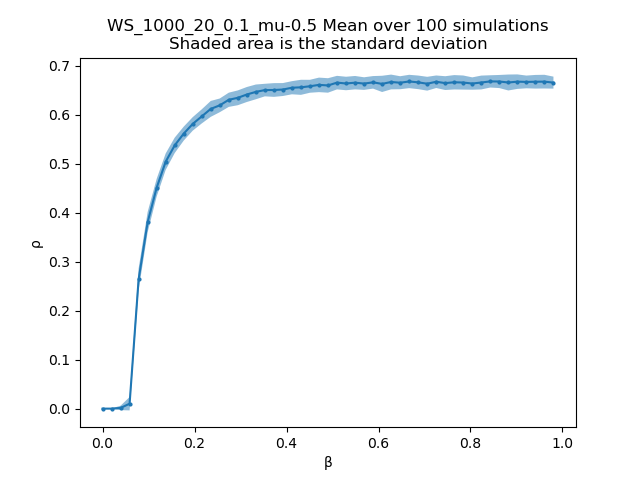 WS_1000_20_0.1_mu-0.5 Mean over 100 simulations
Shaded area is the standard deviation
0.7
0.6
0.5
0.4
0.3
0.2
0.1
0.0
ρ
0.0 0.2 0.4 0.6 0.8 1.0
β